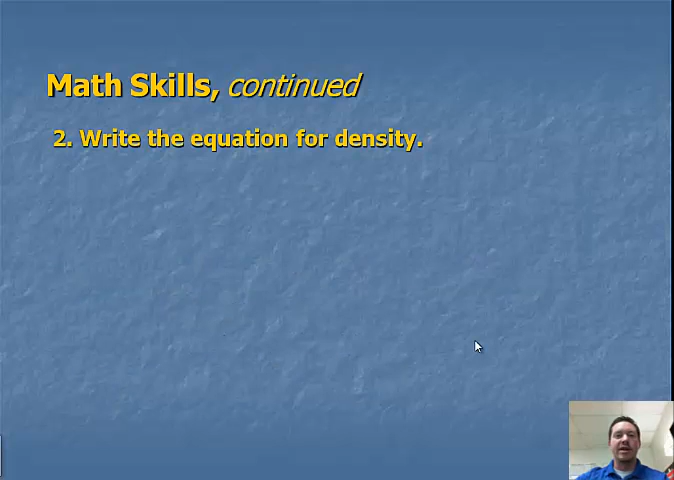 Math Skills, continued
2. Write the equation for density.